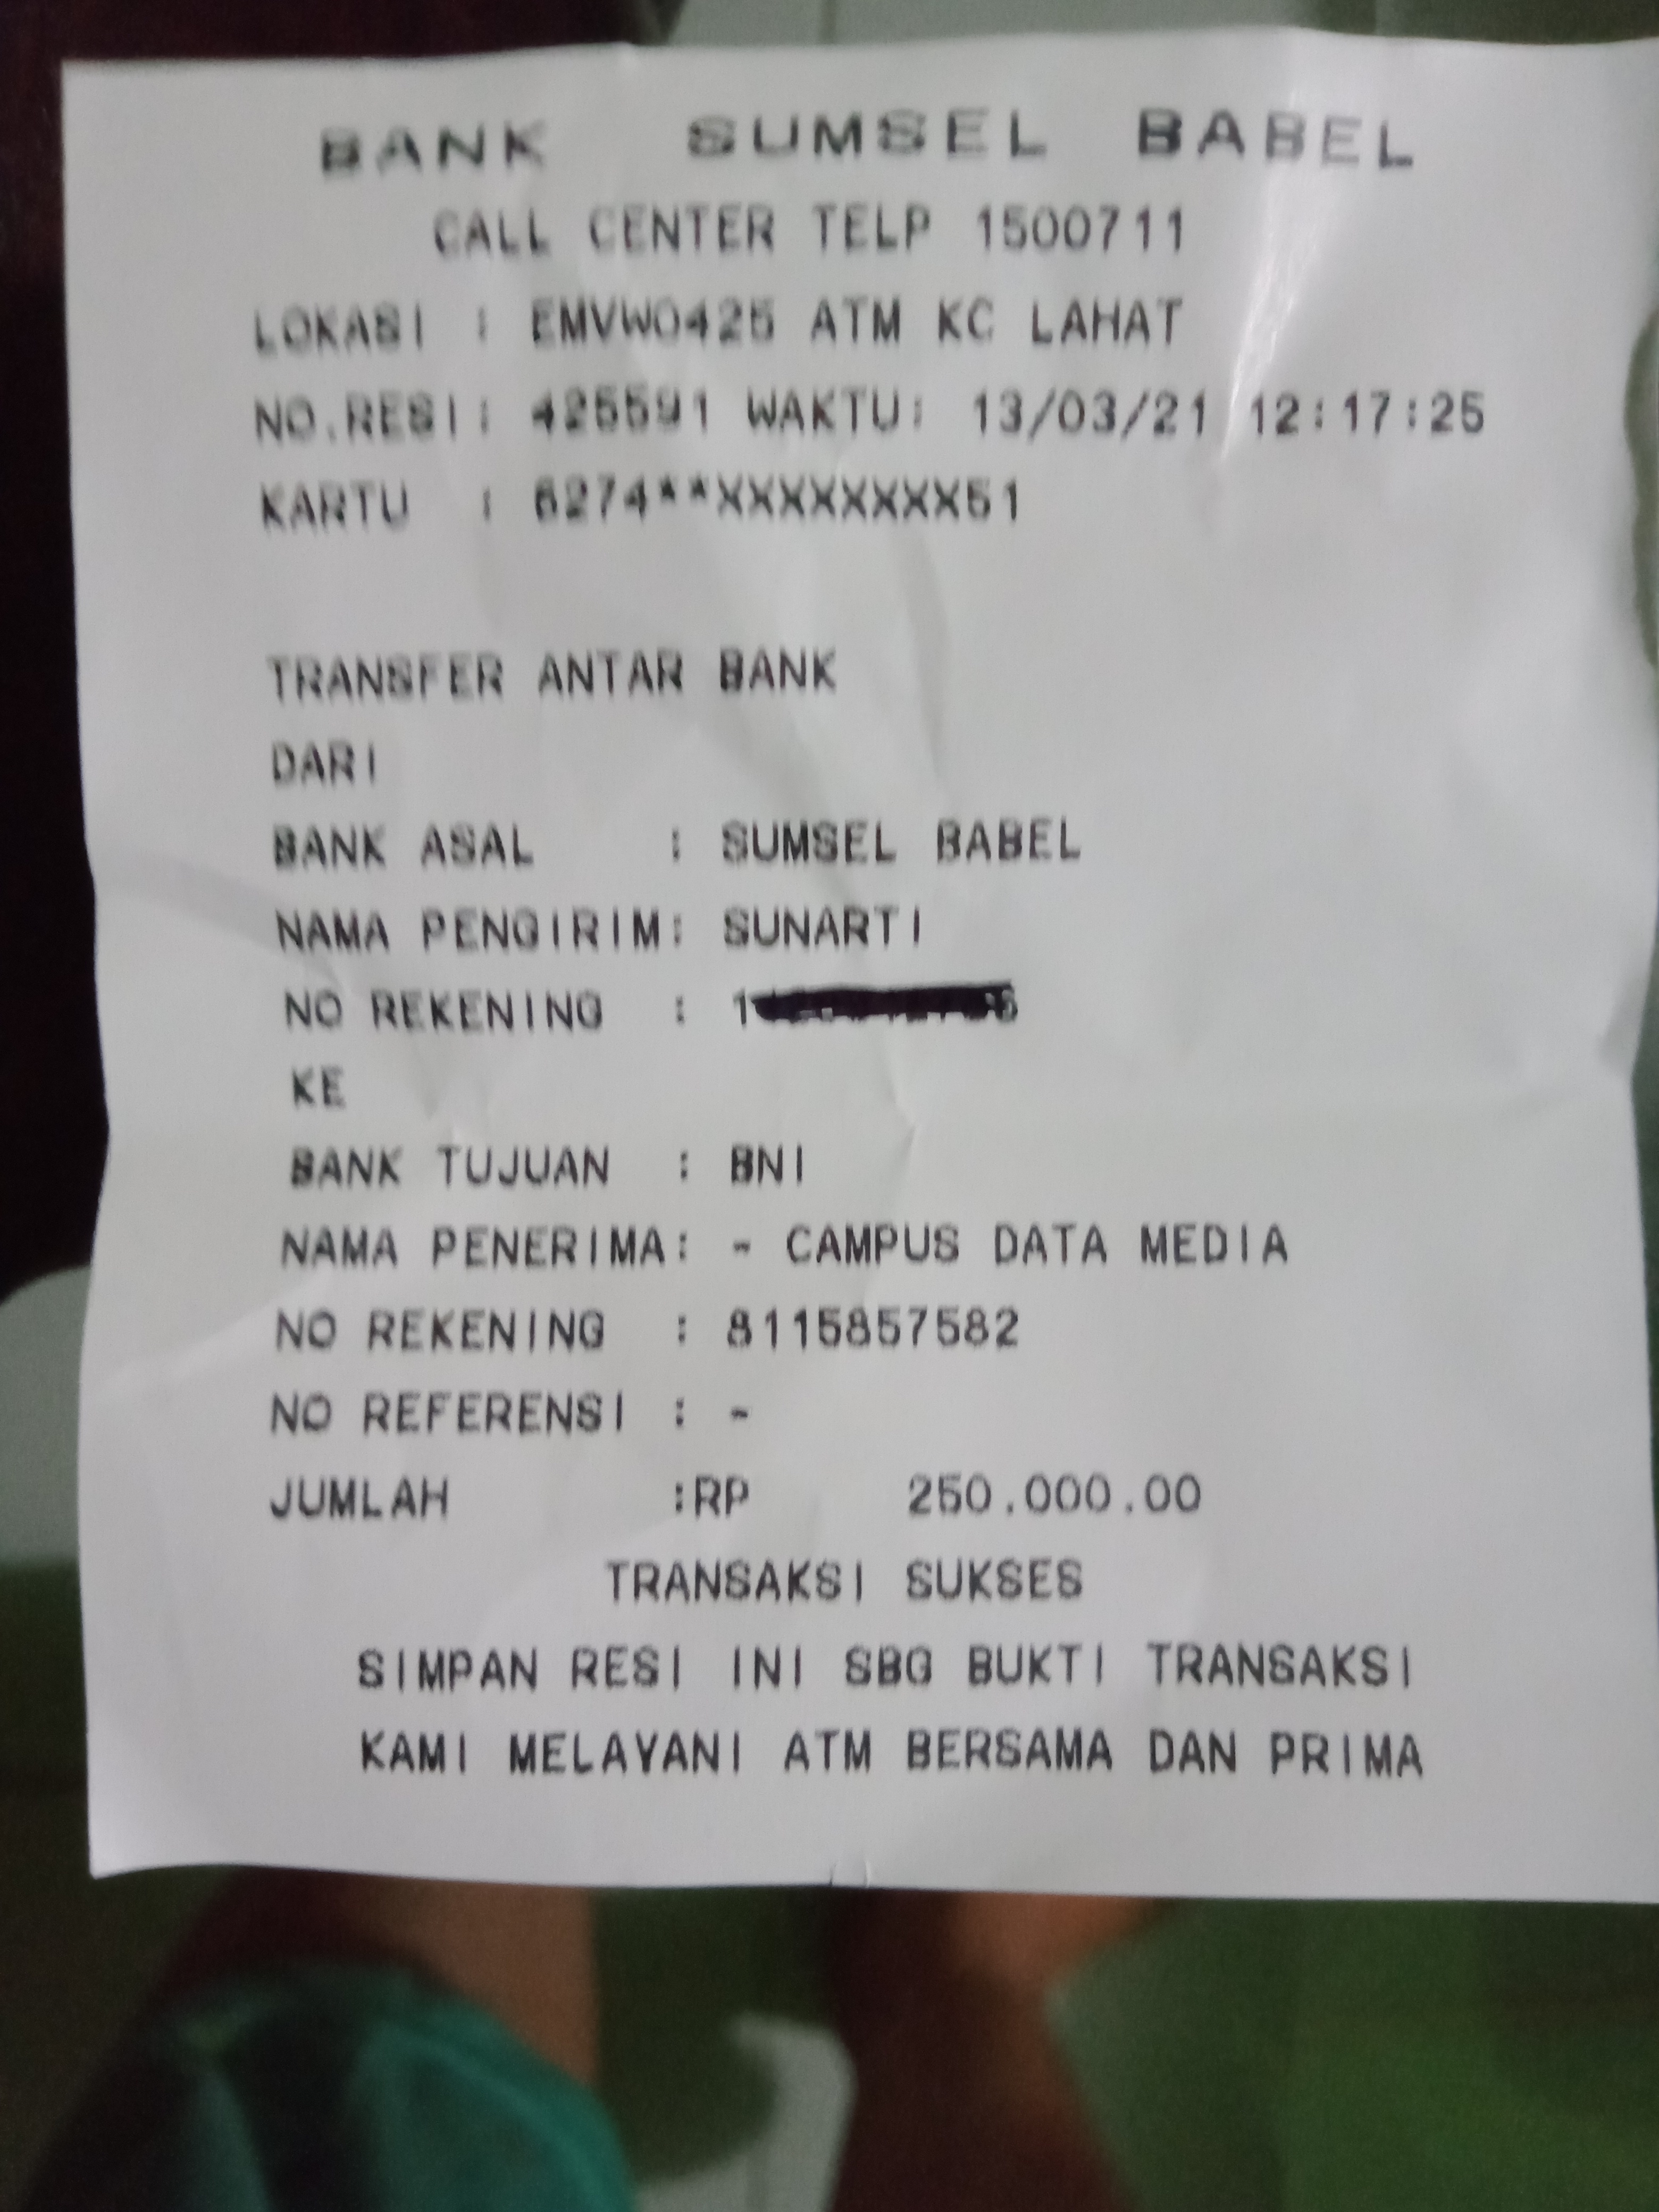 BANK SUMSEL BABEL
CALL CENTER TELP 1500711
LOKASI : EMVW0425 ATM KC LAHAT
NO.RESI: 425591 WAKTU: 13/03/21 12:17:25
KARTU : 6274**XXXXXXXXXX51
TRANSFER ANTAR BANK
DARI
BANK ASAL : SUMSEL BABEL
NAMA PENGIRIM: SUNARTI
NO REKENING :
KE
BANK TUJUAN : BNI
NAMA PENERIMA: - CAMPUS DATA MEDIA
NO REKENING : 8115857582
NO REFERENSI : -
JUMLAH :RP 250.000.00
TRANSAKSI SUKSES
SIMPAN RESI INI SBG BUKTI TRANSAKSI
KAMI MELAYANI ATM BERSAMA DAN PRIMA